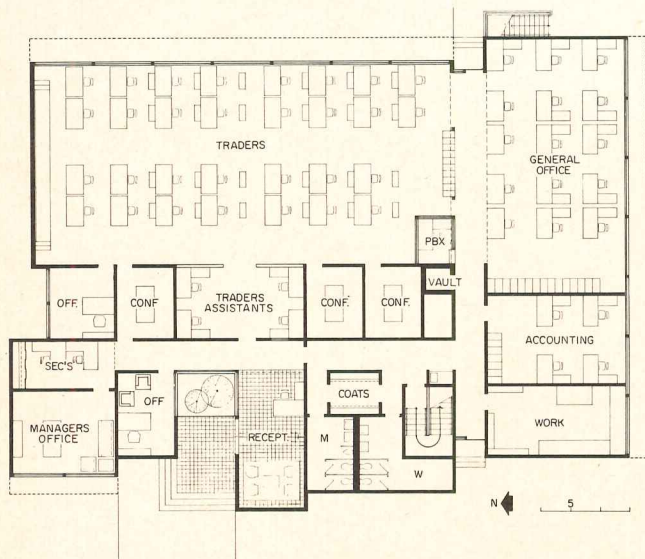 TRADERS
GENERAL
OFFICE
PBX
VAULT
OFF.
CONF
TRADERS
ASSISTANTS
CONF.
CONF.
ACCOUNTING
SEC'S
OFF
COATS
MANAGERS
OFFICE
RECEPT.
M
WORK
W
N
5